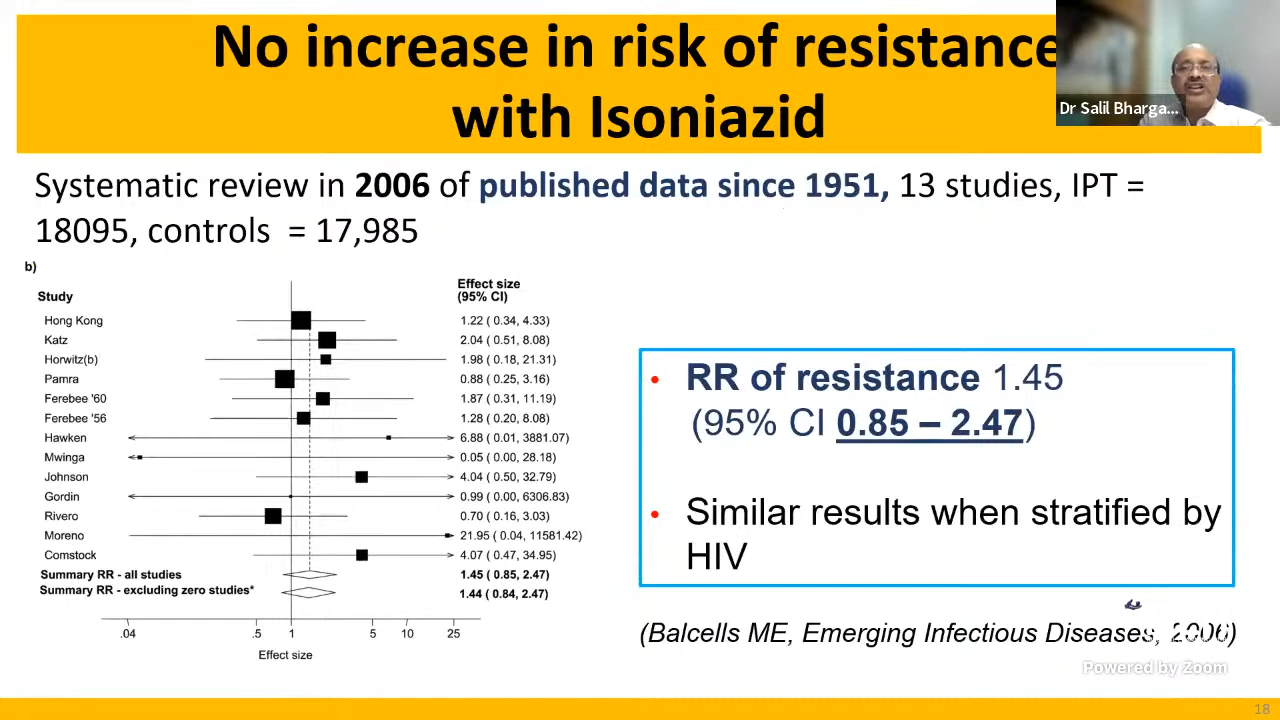 No increase in risk of resistance
with Isoniazid
Dr Salil Bharga...
Systematic review in 2006 of published data since 1951, 13 studies, IPT =
18095, controls = 17,985
b)
Study
Effect size
(95% CI)
Hong Kong 1.22 ( 0.34, 4.33)
Katz 2.04 ( 0.51, 8.08)
Horwitz(b) 1.98 ( 0.18, 21.31)
Pamra 0.88 ( 0.25, 3.16)
Ferebee '60 1.87 ( 0.31, 11.19)
Ferebee '56 1.28 ( 0.20, 8.08)
Hawken 6.88 ( 0.01, 3881.07)
Mwinga 0.05 ( 0.00, 28.18)
Johnson 4.04 ( 0.50, 32.79)
Gordin 0.99 ( 0.00, 6306.83)
Rivero 0.70 ( 0.16, 3.03)
Moreno 21.95 ( 0.04, 11581.42)
Comstock 4.07 ( 0.47, 34.95)
Summary RR - all studies 1.45 ( 0.85, 2.47)
Summary RR - excluding zero studies* 1.44 ( 0.84, 2.47)
.04 .5 1 5 10 25
Effect size
• RR of resistance 1.45
(95% CI 0.85 – 2.47)
• Similar results when stratified by
HIV
(Balcells ME, Emerging Infectious Diseases, 2006)
Powered by Zoom
18